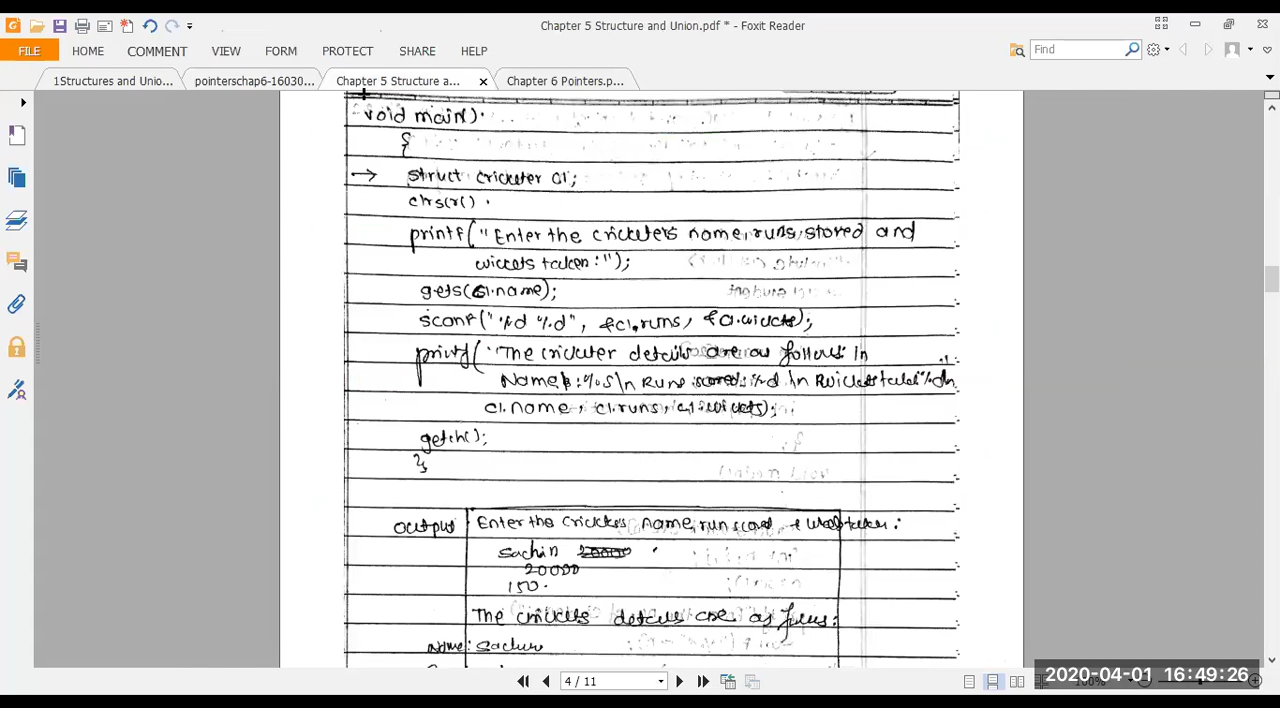 Chapter 5 Structure and Union.pdf * - Foxit Reader
FILE HOME COMMENT VIEW FORM PROTECT SHARE HELP
Find
1Structures and Unio... pointerschap6-16030... Chapter 5 Structure a... Chapter 6 Pointers.p...
void main()
{
→ struct cricketer c1;
clrscr()
printf("Enter the cricketers name, runs, stored and
wickets taken:");
gets(c1.name);
scanf("%d %d", &c1.runs, &c1.wickets);
printf("The cricketer details are as follows: \n
Name: %s\n Runs scored: %d \n Wickets taken %d\n
c1.name, c1.runs, c1.wickets);
getch();
}
output Enter the Cricketers name, run scored + taken:
Sachin 20000
20000
150
The cricketers details are as follows:
Name: Sachin
4 / 11
2020-04-01 16:49:26